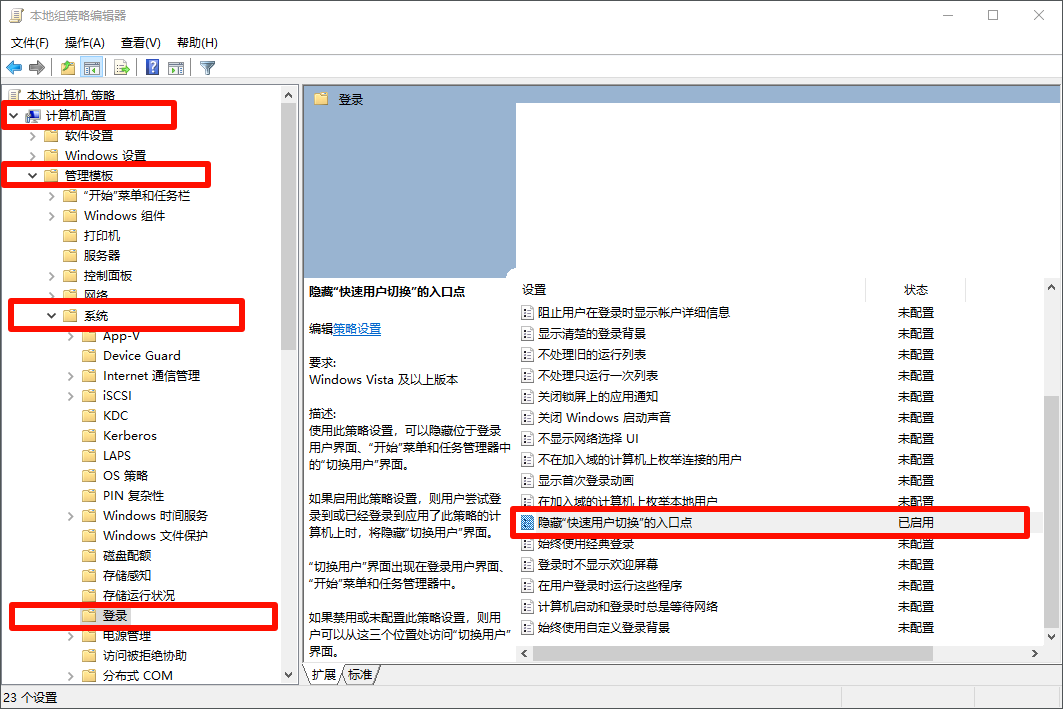 本地组策略编辑器
文件(F) 操作(A) 查看(V) 帮助(H)
本地计算机 策略
计算机配置
软件设置
Windows 设置
管理模板
“开始”菜单和任务栏
Windows 组件
打印机
服务器
控制面板
网络
系统
App-V
Device Guard
Internet 通信管理
iSCSI
KDC
Kerberos
LAPS
OS 策略
PIN 复杂性
Windows 时间服务
Windows 文件保护
磁盘配额
存储感知
存储运行状况
登录
电源管理
访问被拒绝协助
分布式 COM
登录
隐藏“快速用户切换”的入口点
编辑策略设置
要求:
Windows Vista 及以上版本
描述:
使用此策略设置，可以隐藏位于登录
用户界面、“开始”菜单和任务管理器中
的“切换用户”界面。
如果启用此策略设置，则用户尝试登
录到或已经登录到应用了此策略的计
算机上时，将隐藏“切换用户”界面。
“切换用户”界面出现在登录用户界面、
“开始”菜单和任务管理器中。
如果禁用或未配置此策略设置，则用
户可以从这三个位置处访问“切换用户”
界面。
设置 状态
阻止用户在登录时显示帐户详细信息 未配置
显示清楚的登录背景 未配置
不处理旧的运行列表 未配置
不处理只运行一次列表 未配置
关闭锁屏上的应用通知 未配置
关闭 Windows 启动声音 未配置
不显示网络选择 UI 未配置
不在加入域的计算机上枚举连接的用户 未配置
显示首次登录动画 未配置
在加入域的计算机上枚举本地用户 未配置
隐藏“快速用户切换”的入口点 已启用
始终使用经典登录 未配置
登录时不显示欢迎屏幕 未配置
在用户登录时运行这些程序 未配置
计算机启动和登录时总是等待网络 未配置
始终使用自定义登录背景 未配置
扩展 标准
23 个设置